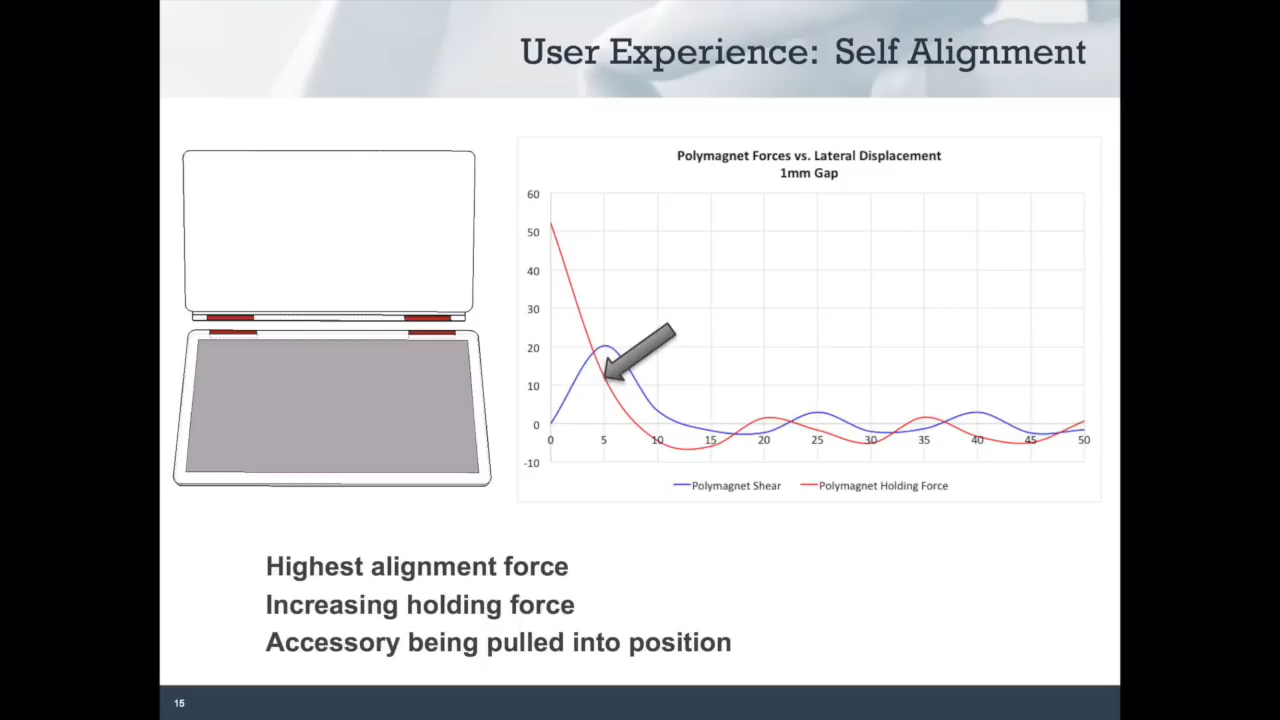 User Experience: Self Alignment
Polymagnet Forces vs. Lateral Displacement
1mm Gap
60
50
40
30
20
10
0
-10
0 5 10 15 20 25 30 35 40 45 50
Polymagnet Shear Polymagnet Holding Force
Highest alignment force
Increasing holding force
Accessory being pulled into position
15